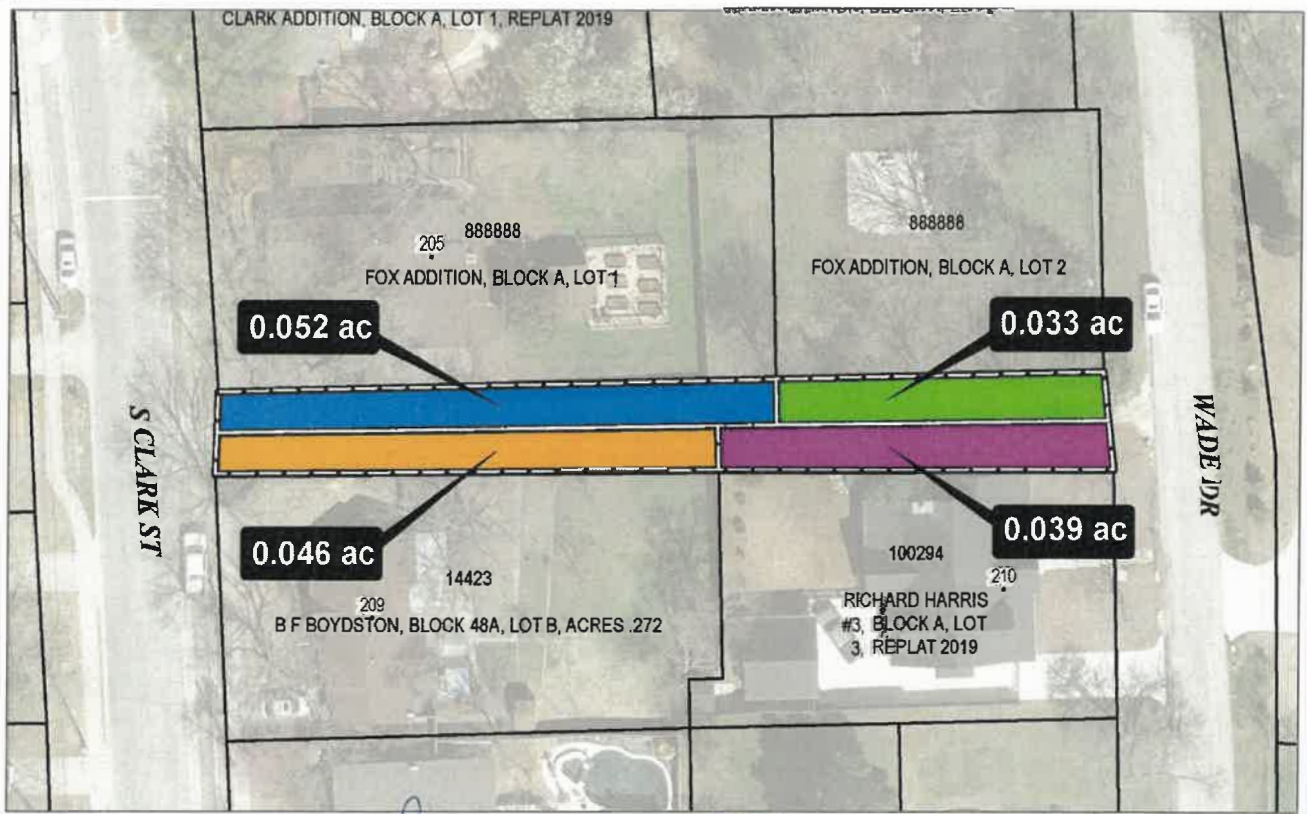 CLARK ADDITION, BLOCK A, LOT 1, REPLAT 2019
888888
205
FOX ADDITION, BLOCK A, LOT 1
888888
FOX ADDITION, BLOCK A, LOT 2
0.052 ac
0.033 ac
S CLARK ST
WADE DR
0.046 ac
0.039 ac
14423
209
B F BOYDSTON, BLOCK 48A, LOT B, ACRES .272
100294
210
RICHARD HARRIS
#3, BLOCK A, LOT
3, REPLAT 2019